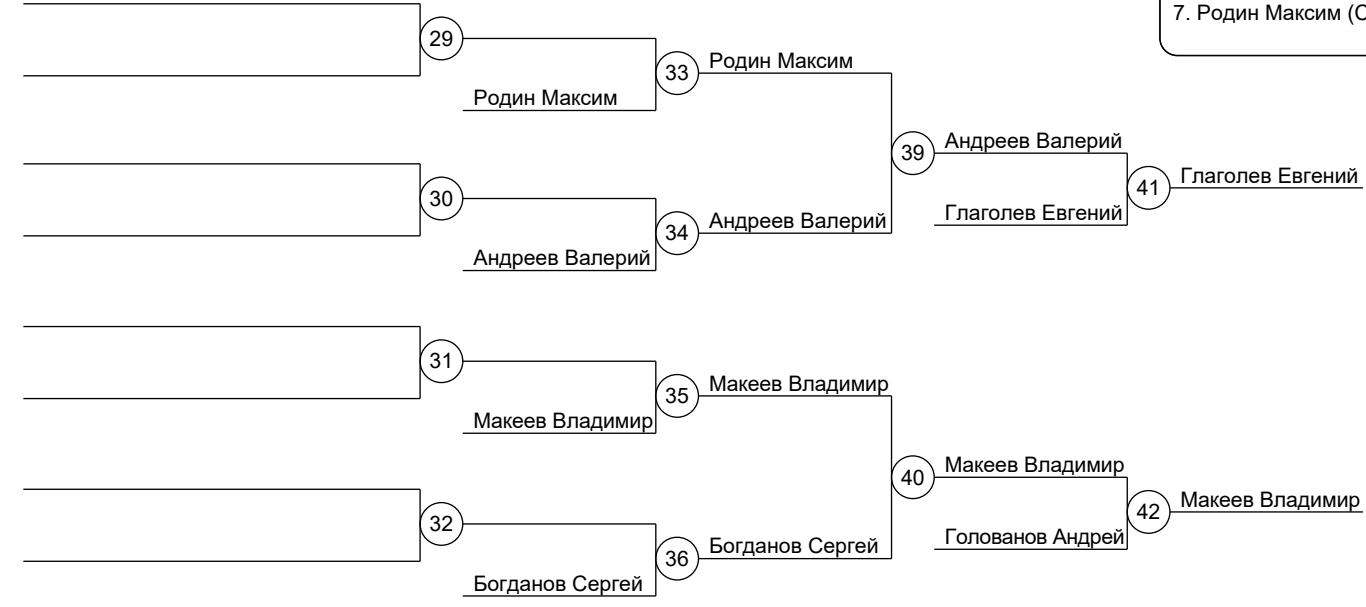 7. Родин Максим (С
29
33
Родин Максим
Родин Максим
39
Андреев Валерий
41
Глаголев Евгений
30
34
Андреев Валерий
Глаголев Евгений
Андреев Валерий
31
35
Макеев Владимир
Макеев Владимир
40
Макеев Владимир
42
Макеев Владимир
32
36
Богданов Сергей
Голованов Андрей
Богданов Сергей